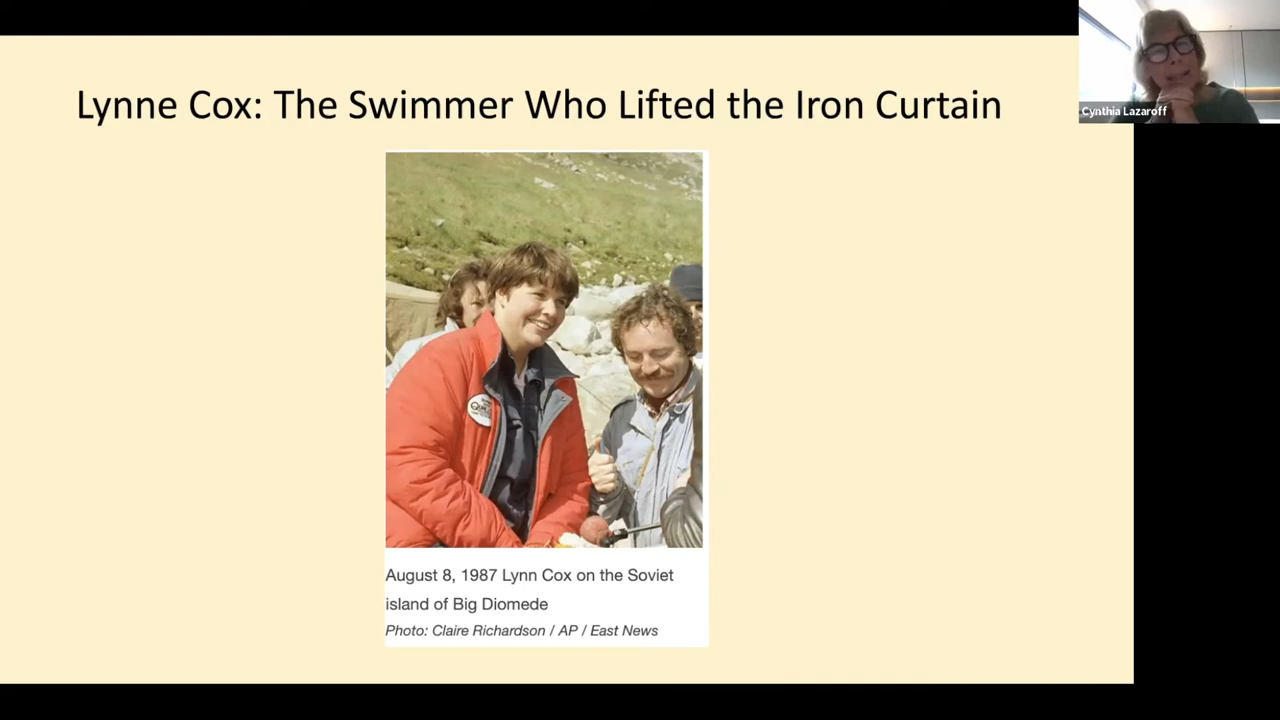 Lynne Cox: The Swimmer Who Lifted the Iron Curtain
Cynthia Lazaroff
August 8, 1987 Lynn Cox on the Soviet
island of Big Diomede
Photo: Claire Richardson / AP / East News